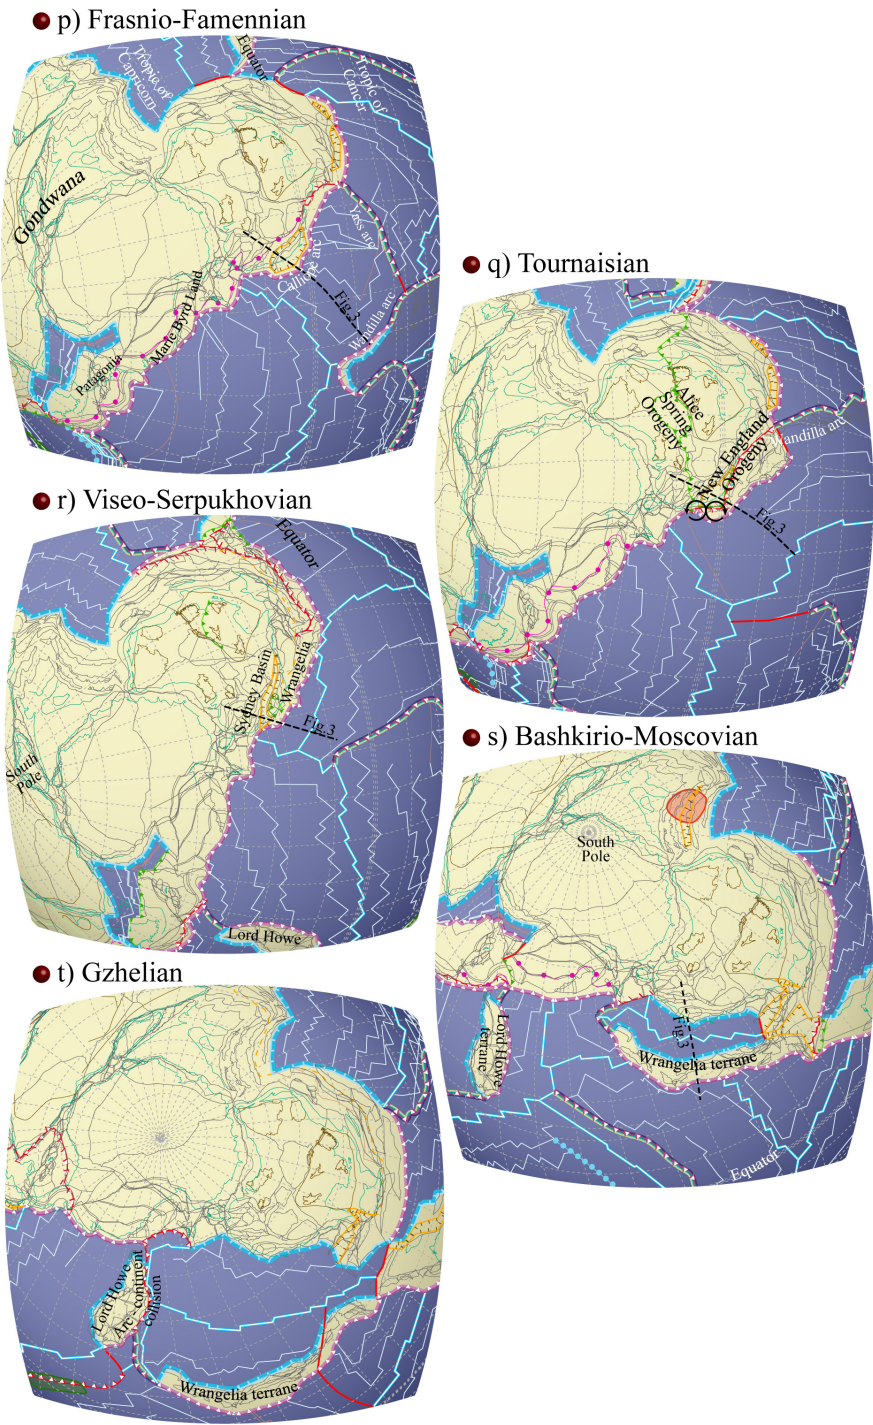 p) Frasnio-Famennian
Tropic of
Capricorn
Equator
Tropic of
Cancer
Gondwana
Ynss arc
Calliope arc
Fig.3
Wandilla arc
Marie Byrd Land
Patagonia
q) Tournaisian
Alice
Spring
Orogeny
New England
Orogeny
Wandilla arc
Fig.3
r) Viseo-Serpukhovian
Equator
Sydney Basin
Wrangelia
Fig.3
South
Pole
Lord Howe
s) Bashkirio-Moscovian
South
Pole
Lord Howe
terrane
Fig.3
Wrangelia terrane
Equator
t) Gzhelian
Lord Howe
Arc - continent
collision
Wrangelia terrane